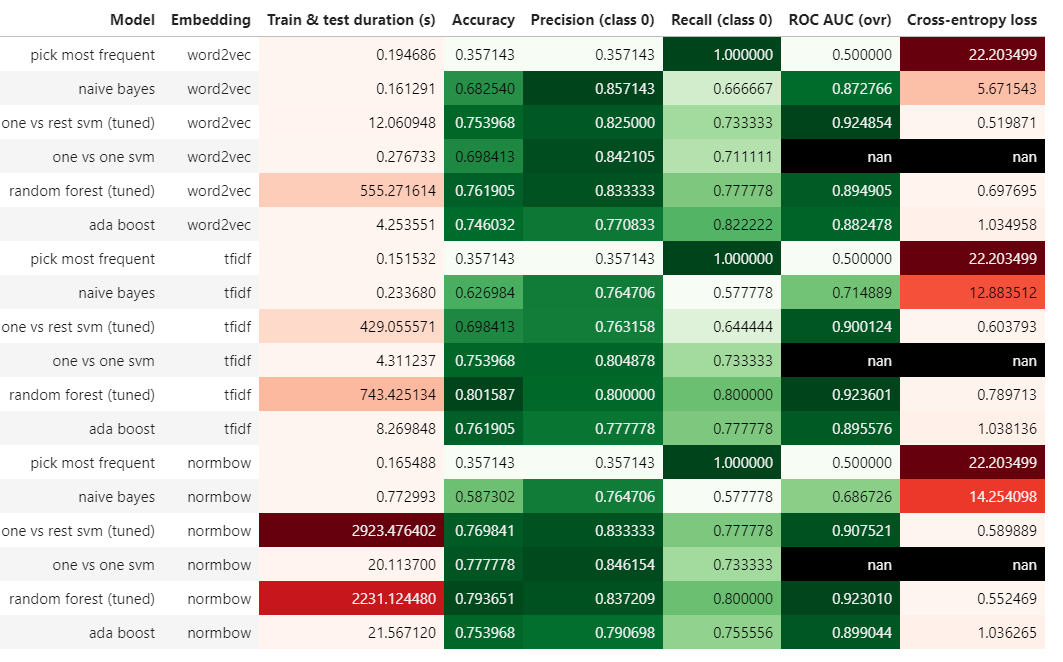 Model Embedding Train & test duration (s) Accuracy Precision (class 0) Recall (class 0) ROC AUC (ovr) Cross-entropy loss
pick most frequent word2vec 0.194686 0.357143 0.357143 1.000000 0.500000 22.203499
naive bayes word2vec 0.161291 0.682540 0.857143 0.666667 0.872766 5.671543
one vs rest svm (tuned) word2vec 12.060948 0.753968 0.825000 0.733333 0.924854 0.519871
one vs one svm word2vec 0.276733 0.698413 0.842105 0.711111 nan nan
random forest (tuned) word2vec 555.271614 0.761905 0.833333 0.777778 0.894905 0.697695
ada boost word2vec 4.253551 0.746032 0.770833 0.822222 0.882478 1.034958
pick most frequent tfidf 0.151532 0.357143 0.357143 1.000000 0.500000 22.203499
naive bayes tfidf 0.233680 0.626984 0.764706 0.577778 0.714889 12.883512
one vs rest svm (tuned) tfidf 429.055571 0.698413 0.763158 0.644444 0.900124 0.603793
one vs one svm tfidf 4.311237 0.753968 0.804878 0.733333 nan nan
random forest (tuned) tfidf 743.425134 0.801587 0.800000 0.800000 0.923601 0.789713
ada boost tfidf 8.269848 0.761905 0.777778 0.777778 0.895576 1.038136
pick most frequent normbow 0.165488 0.357143 0.357143 1.000000 0.500000 22.203499
naive bayes normbow 0.772993 0.587302 0.764706 0.577778 0.686726 14.254098
one vs rest svm (tuned) normbow 2923.476402 0.769841 0.833333 0.777778 0.907521 0.589889
one vs one svm normbow 20.113700 0.777778 0.846154 0.733333 nan nan
random forest (tuned) normbow 2231.124480 0.793651 0.837209 0.800000 0.923010 0.552469
ada boost normbow 21.567120 0.753968 0.790698 0.755556 0.899044 1.036265